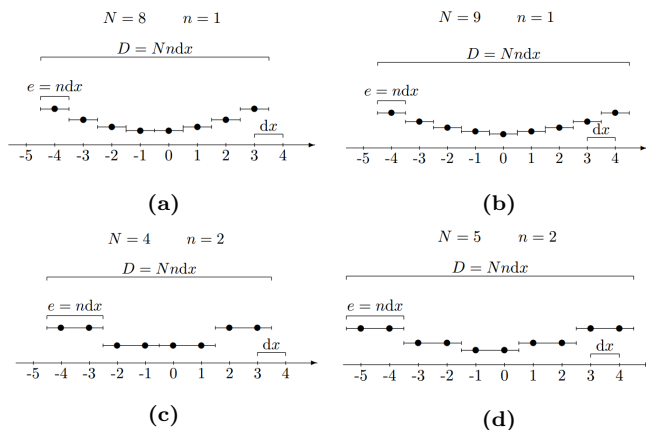 N = 8 n = 1
D = Nndx
e = ndx
dx
-5 -4 -3 -2 -1 0 1 2 3 4
(a)
N = 9 n = 1
D = Nndx
e = ndx
dx
-5 -4 -3 -2 -1 0 1 2 3 4
(b)
N = 4 n = 2
D = Nndx
e = ndx
dx
-5 -4 -3 -2 -1 0 1 2 3 4
(c)
N = 5 n = 2
D = Nndx
e = ndx
dx
-5 -4 -3 -2 -1 0 1 2 3 4
(d)